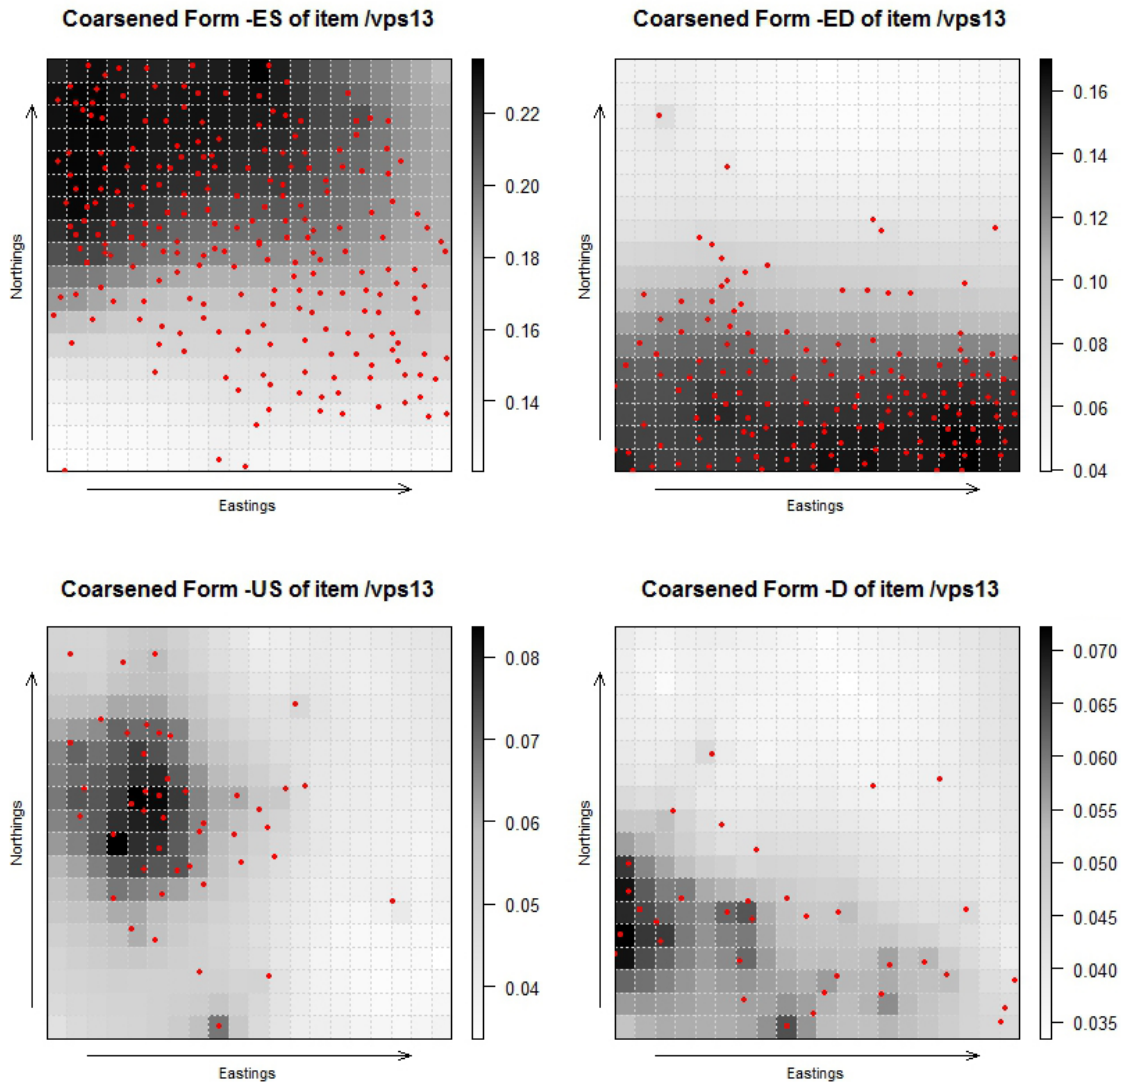 Coarsened Form -ES of item /vps13
Northings
Eastings
0.22
0.20
0.18
0.16
0.14
Coarsened Form -ED of item /vps13
Northings
Eastings
0.16
0.14
0.12
0.10
0.08
0.06
0.04
Coarsened Form -US of item /vps13
Northings
Eastings
0.08
0.07
0.06
0.05
0.04
Coarsened Form -D of item /vps13
Northings
Eastings
0.070
0.065
0.060
0.055
0.050
0.045
0.040
0.035